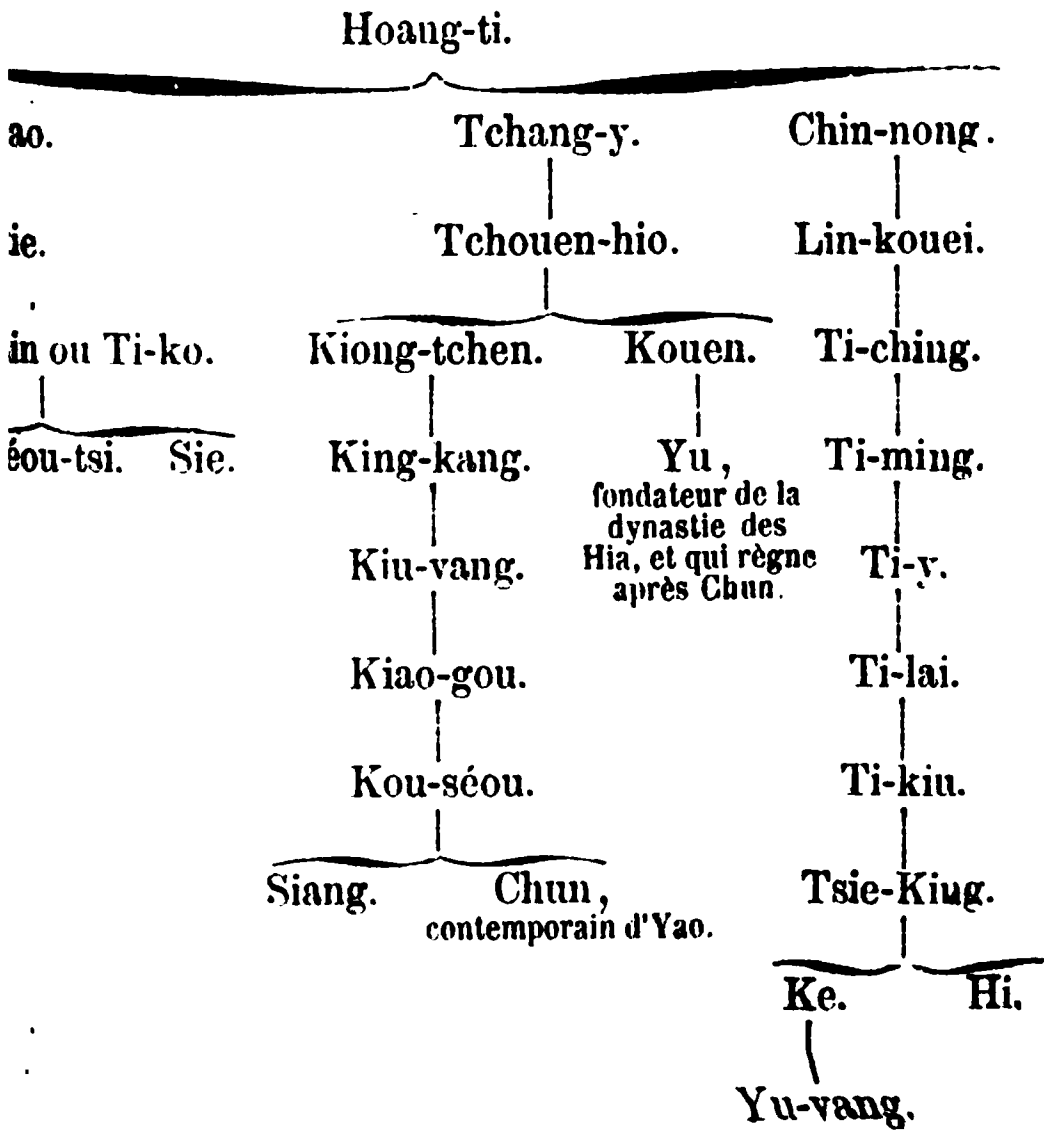 Hoang-ti.
ao. Tchang-y. Chin-nong.
ie. Tchouen-hio. Lin-kouei.
in ou Ti-ko. Kiong-tchen. Kouen. Ti-ching.
éou-tsi. Sie. King-kang. Yu, Ti-ming.
fondateur de la
dynastie des
Hia, et qui règne
après Chun.
Kiu-vang. Ti-y.
Kiao-gou. Ti-lai.
Kou-séou. Ti-kiu.
Siang. Chun, Tsie-King.
contemporain d'Yao.
Ke. Hi.
Yu-vang.